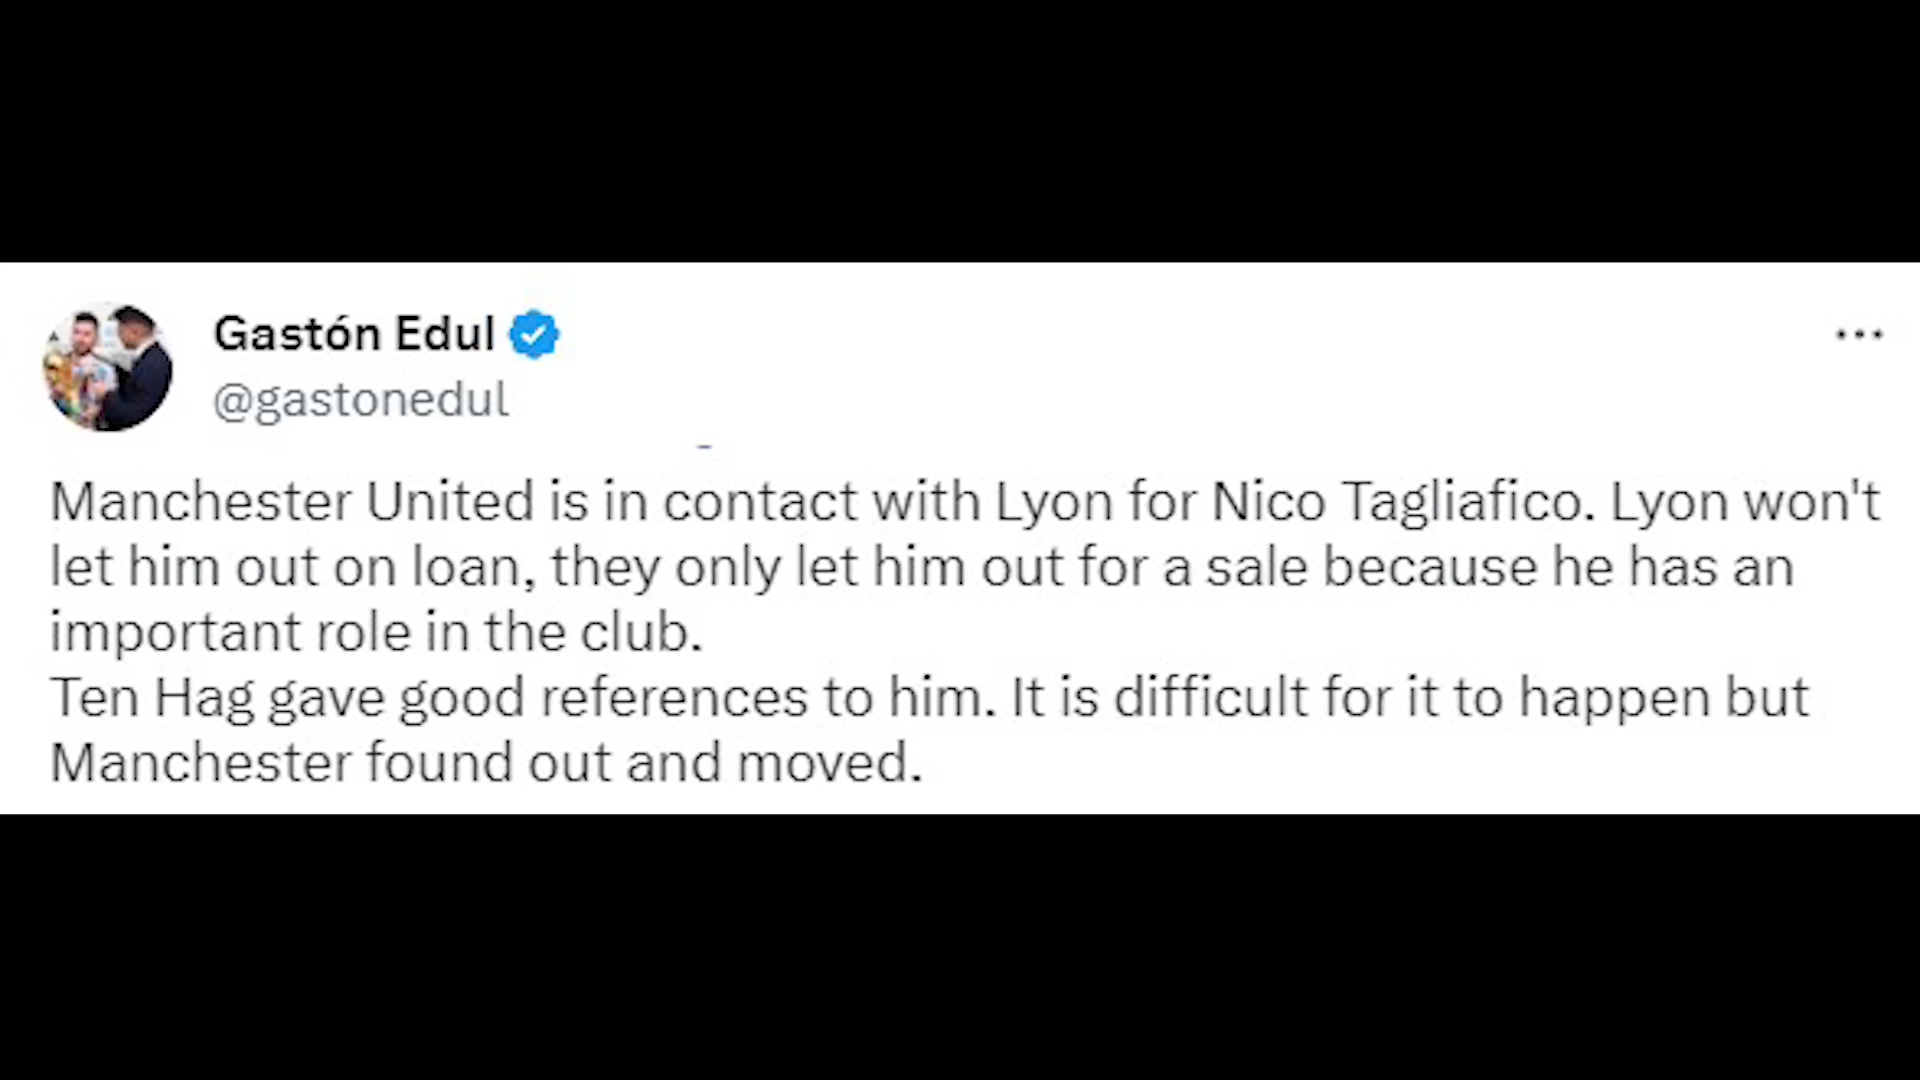 Gastón Edul
@gastonedul
Manchester United is in contact with Lyon for Nico Tagliafico. Lyon won't
let him out on loan, they only let him out for a sale because he has an
important role in the club.
Ten Hag gave good references to him. It is difficult for it to happen but
Manchester found out and moved.